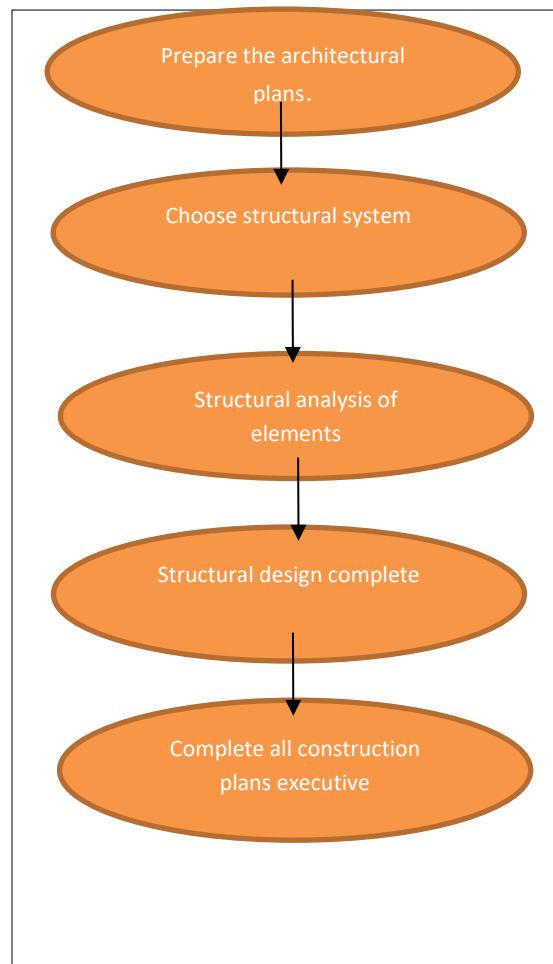 Prepare the architectural
plans.
Choose structural system
Structural analysis of
elements
Structural design complete
Complete all construction
plans executive